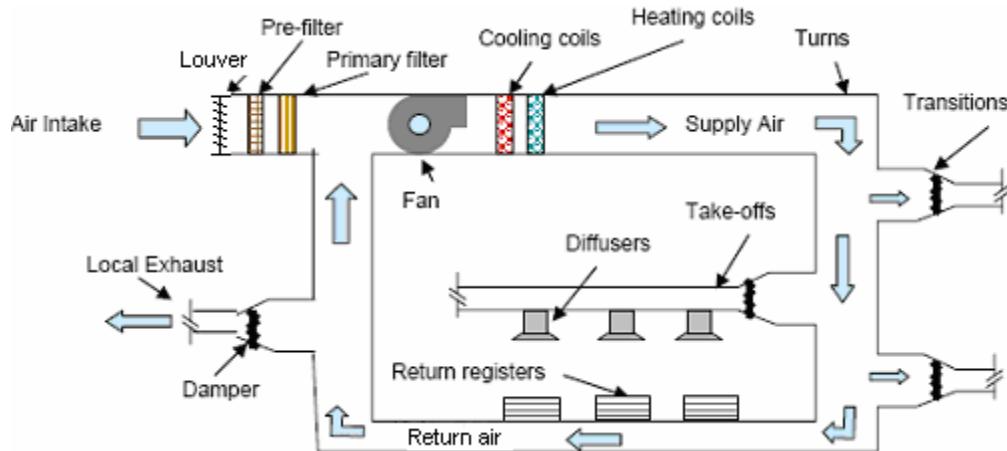 Heating coils
Pre-filter
Cooling coils
Turns
Louver
Primary filter
Transitions
Air Intake
Supply Air
Fan
Take-offs
Diffusers
Local Exhaust
Return registers
Damper
Return air